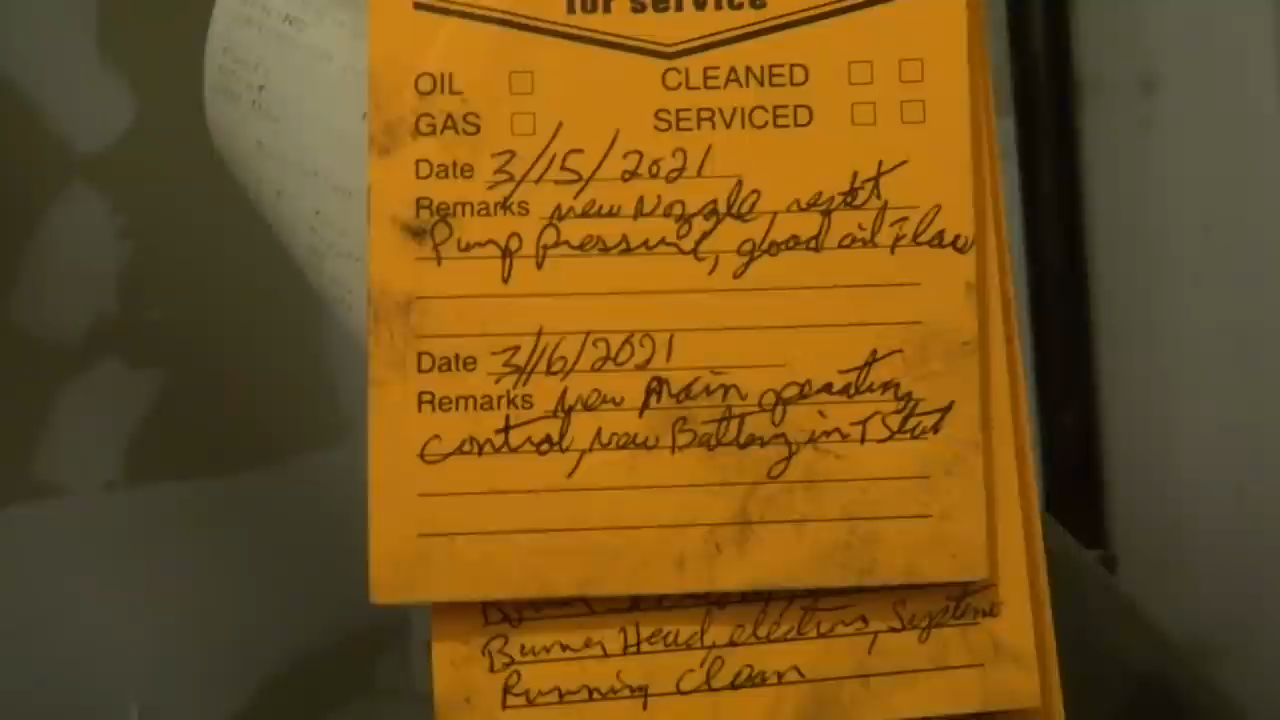 for service
OIL CLEANED
GAS SERVICED
Date 3/15/2021
Remarks new Nozzle, reset
Pump Pressure, good oil Flow
Date 3/16/2021
Remarks New Main operating
control, new Battery in TStat
Burner Head, electrodes, System
Running Clean